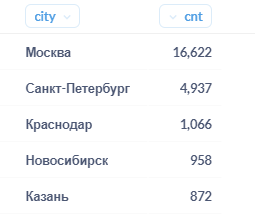 city cnt
Москва 16,622
Санкт-Петербург 4,937
Краснодар 1,066
Новосибирск 958
Казань 872